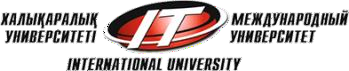 ХАЛЫҚАРАЛЫҚ
УНИВЕРСИТЕТІ
IT
МЕЖДУНАРОДНЫЙ
УНИВЕРСИТЕТ
INTERNATIONAL UNIVERSITY